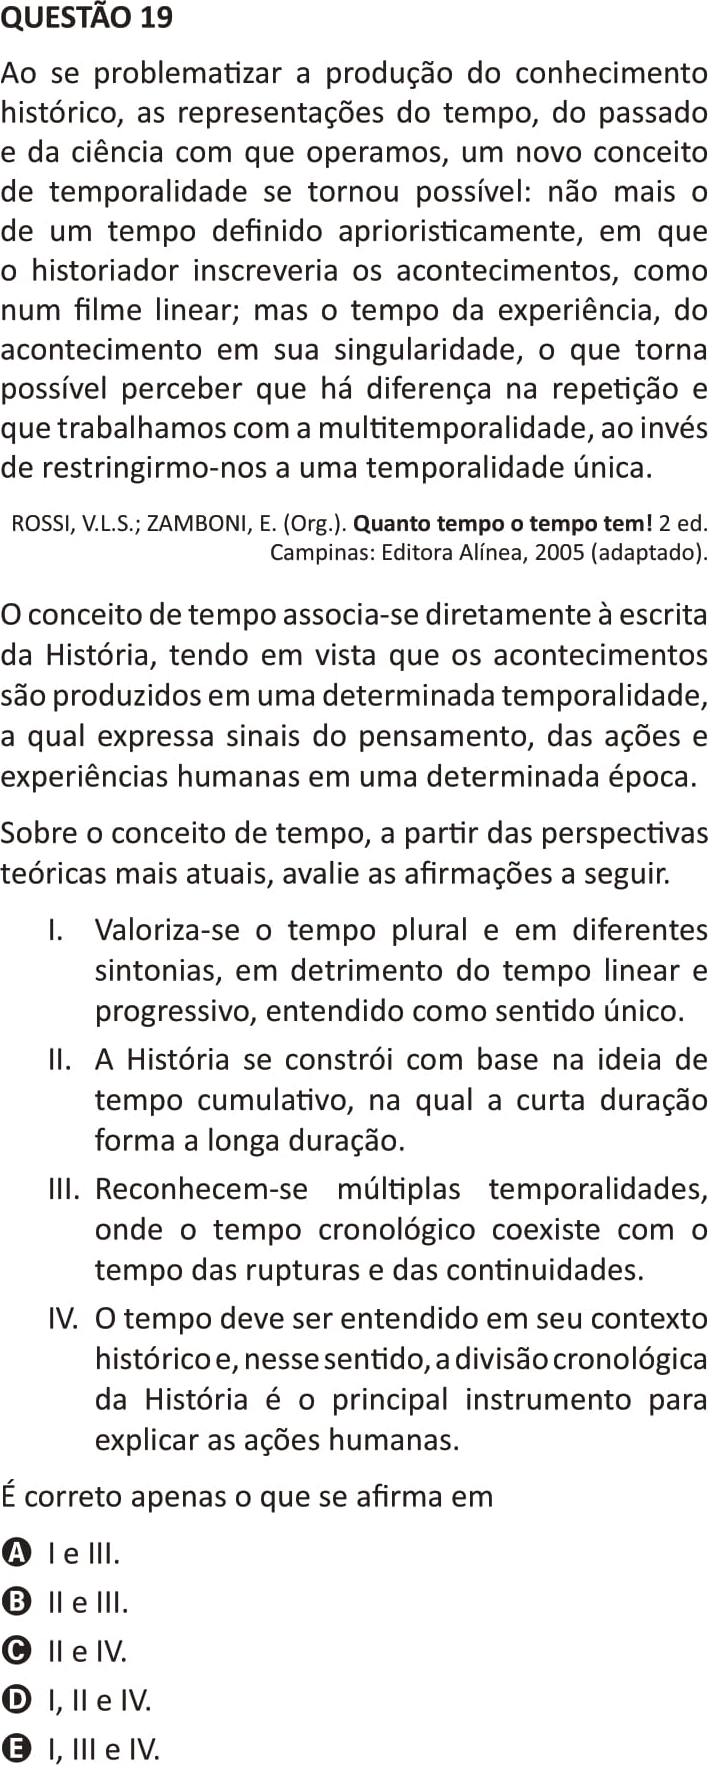 QUESTÃO 19
Ao se problematizar a produção do conhecimento
histórico, as representações do tempo, do passado
e da ciência com que operamos, um novo conceito
de temporalidade se tornou possível: não mais o
de um tempo definido aprioristicamente, em que
o historiador inscreveria os acontecimentos, como
num filme linear; mas o tempo da experiência, do
acontecimento em sua singularidade, o que torna
possível perceber que há diferença na repetição e
que trabalhamos com a multitemporalidade, ao invés
de restringirmo-nos a uma temporalidade única.
ROSSI, V.L.S.; ZAMBONI, E. (Org.). Quanto tempo o tempo tem! 2 ed.
Campinas: Editora Alínea, 2005 (adaptado).
O conceito de tempo associa-se diretamente à escrita
da História, tendo em vista que os acontecimentos
são produzidos em uma determinada temporalidade,
a qual expressa sinais do pensamento, das ações e
experiências humanas em uma determinada época.
Sobre o conceito de tempo, a partir das perspectivas
teóricas mais atuais, avalie as afirmações a seguir.
I. Valoriza-se o tempo plural e em diferentes
sintonias, em detrimento do tempo linear e
progressivo, entendido como sentido único.
II. A História se constrói com base na ideia de
tempo cumulativo, na qual a curta duração
forma a longa duração.
III. Reconhecem-se múltiplas temporalidades,
onde o tempo cronológico coexiste com o
tempo das rupturas e das continuidades.
IV. O tempo deve ser entendido em seu contexto
histórico e, nesse sentido, a divisão cronológica
da História é o principal instrumento para
explicar as ações humanas.
É correto apenas o que se afirma em
A I e III.
B II e III.
C II e IV.
D I, II e IV.
E I, III e IV.